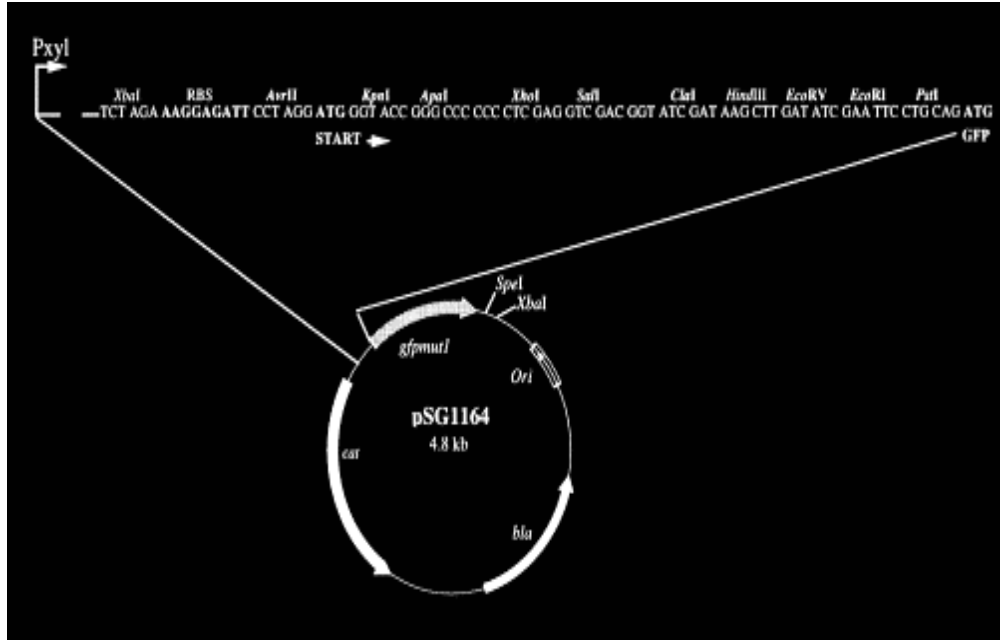 Pxyl
XbaI RBS AvrII KpnI ApaI XhoI SalI ClaI HindIII EcoRV EcoRI PstI
TCT AGA AAGGAGATT CCT AGG ATG GGT ACC GGG CCC CCC CTC GAG GTC GAC GGT ATC GAT AAG CTT GAT ATC GAA TTC CTG CAG ATG
START GFP
SpeI
XbaI
gfpmut1
Ori
pSG1164
4.8 kb
cat
bla